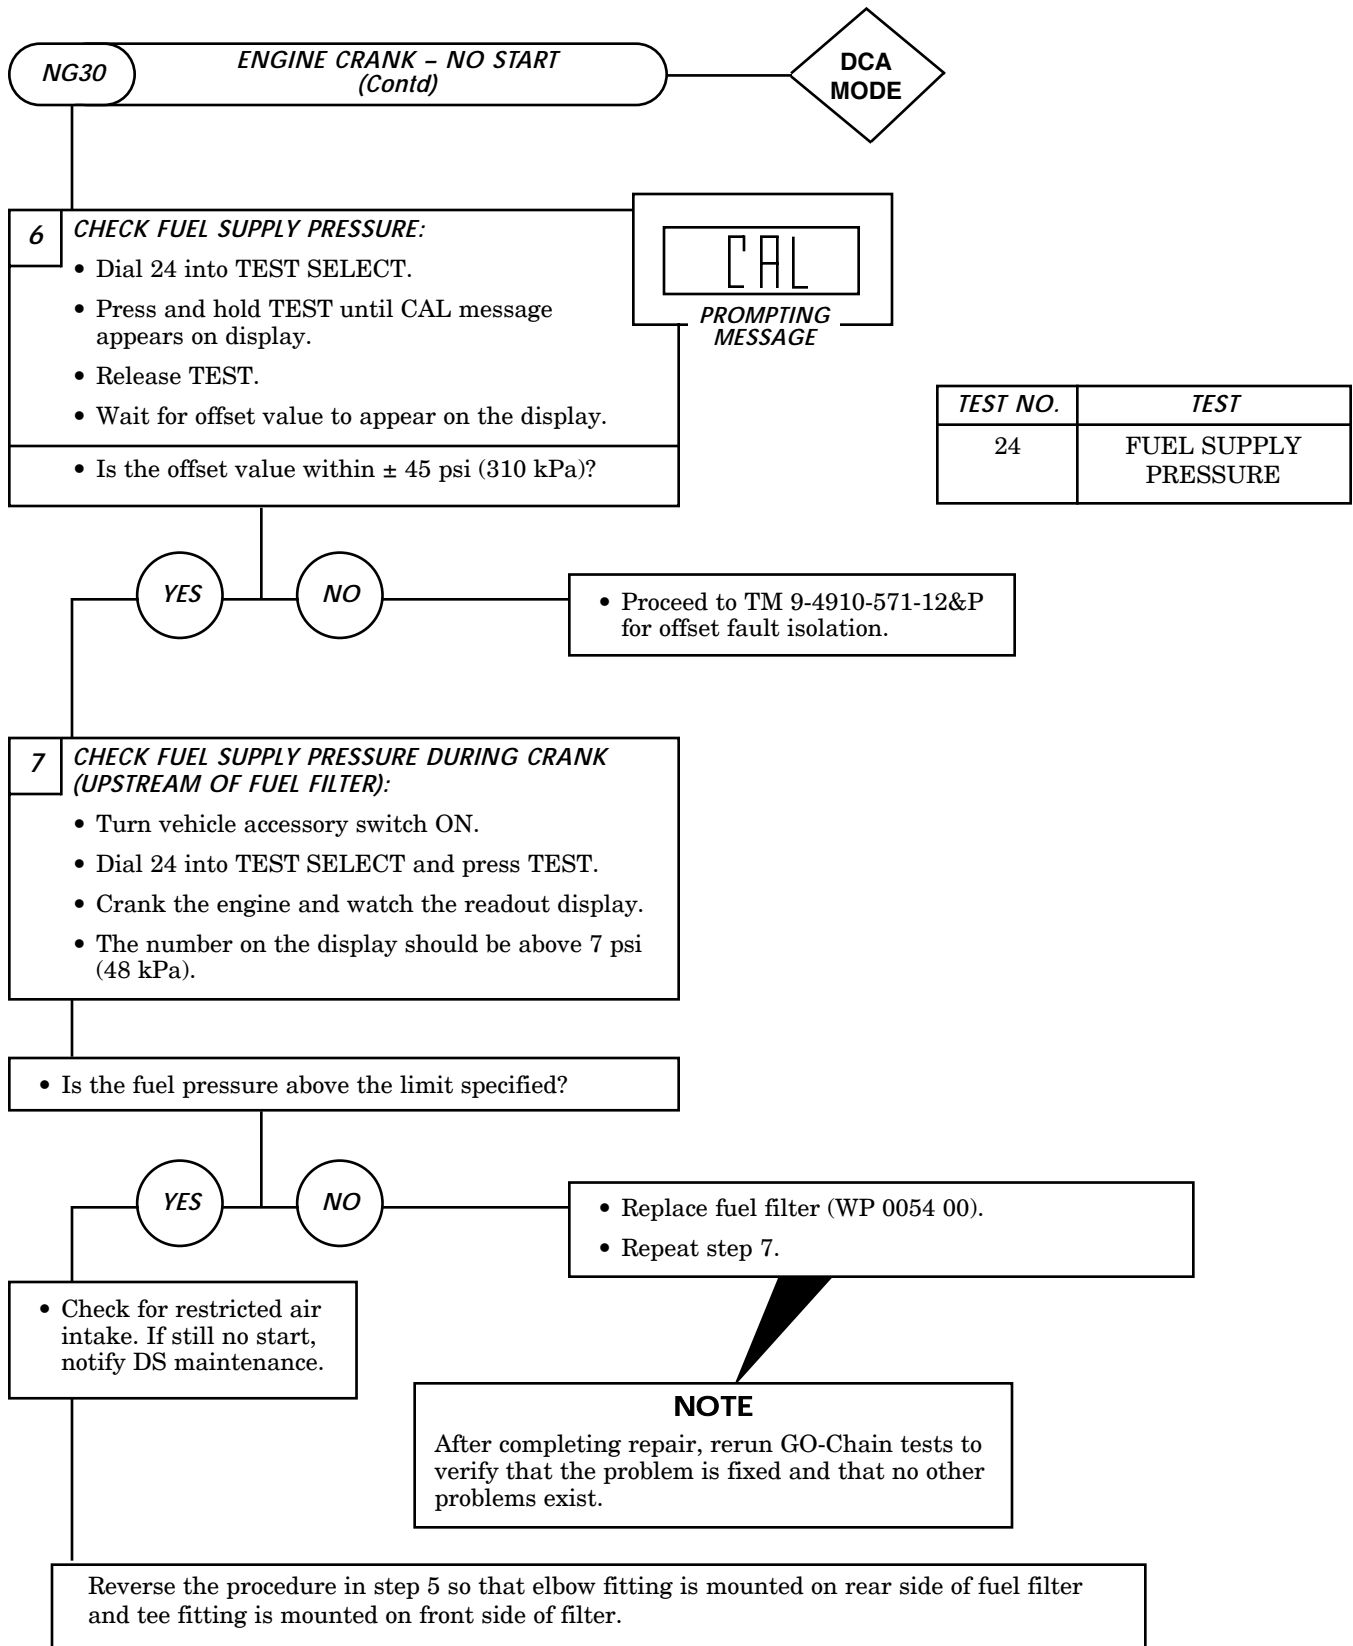 NG30
ENGINE CRANK – NO START
(Contd)
DCA
MODE
6
CHECK FUEL SUPPLY PRESSURE:
• Dial 24 into TEST SELECT.
• Press and hold TEST until CAL message
appears on display.
• Release TEST.
• Wait for offset value to appear on the display.
• Is the offset value within ± 45 psi (310 kPa)?
CAL
PROMPTING
MESSAGE
TEST NO.
TEST
24
FUEL SUPPLY
PRESSURE
YES
NO
• Proceed to TM 9-4910-571-12&P
for offset fault isolation.
7
CHECK FUEL SUPPLY PRESSURE DURING CRANK
(UPSTREAM OF FUEL FILTER):
• Turn vehicle accessory switch ON.
• Dial 24 into TEST SELECT and press TEST.
• Crank the engine and watch the readout display.
• The number on the display should be above 7 psi
(48 kPa).
• Is the fuel pressure above the limit specified?
YES
NO
• Replace fuel filter (WP 0054 00).
• Repeat step 7.
• Check for restricted air
intake. If still no start,
notify DS maintenance.
NOTE
After completing repair, rerun GO-Chain tests to
verify that the problem is fixed and that no other
problems exist.
Reverse the procedure in step 5 so that elbow fitting is mounted on rear side of fuel filter
and tee fitting is mounted on front side of filter.